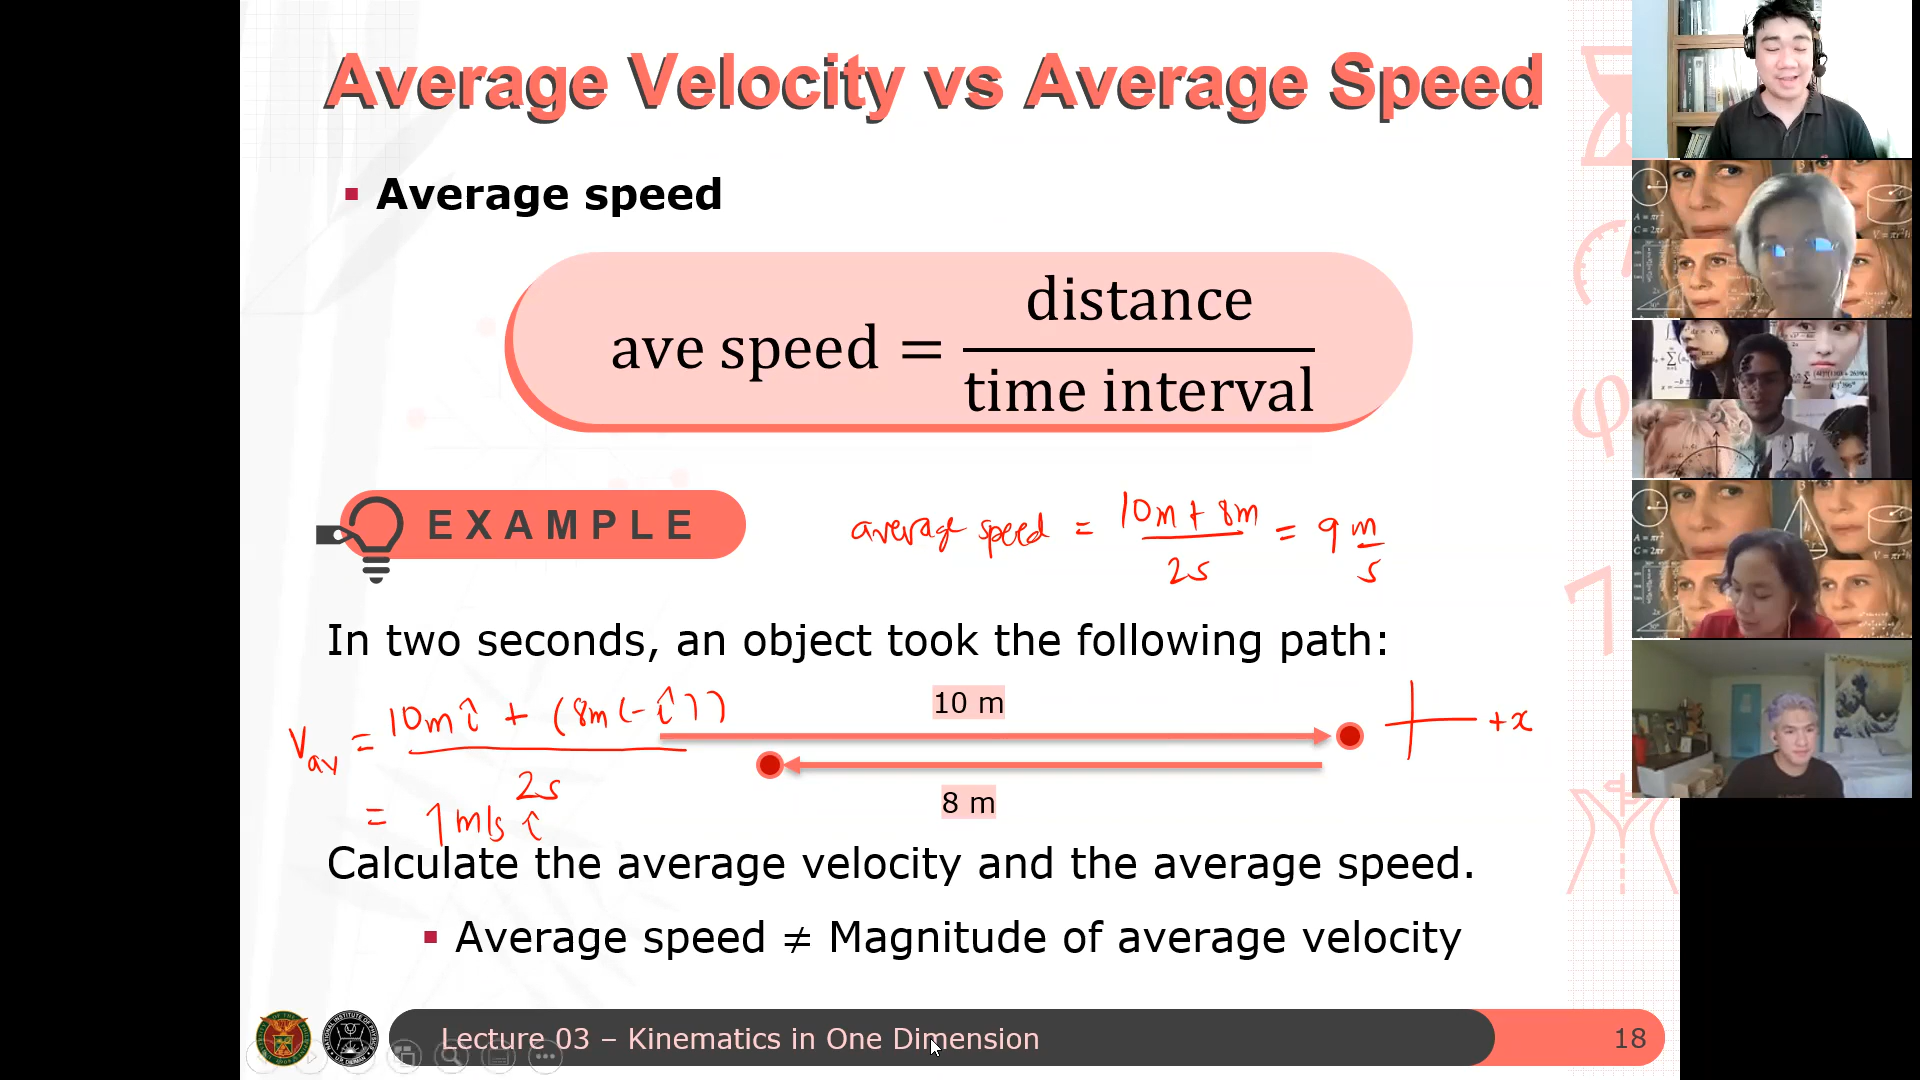 Average Velocity vs Average Speed
▪ Average speed
ave speed = distance / time interval
EXAMPLE
average speed = 10m + 8m / 2s = 9 m/s
In two seconds, an object took the following path:
10 m
V_av = 10m î + (8m(-î)) / 2s
+x
= 1 m/s î
8 m
Calculate the average velocity and the average speed.
▪ Average speed ≠ Magnitude of average velocity
Lecture 03 – Kinematics in One Dimension
18